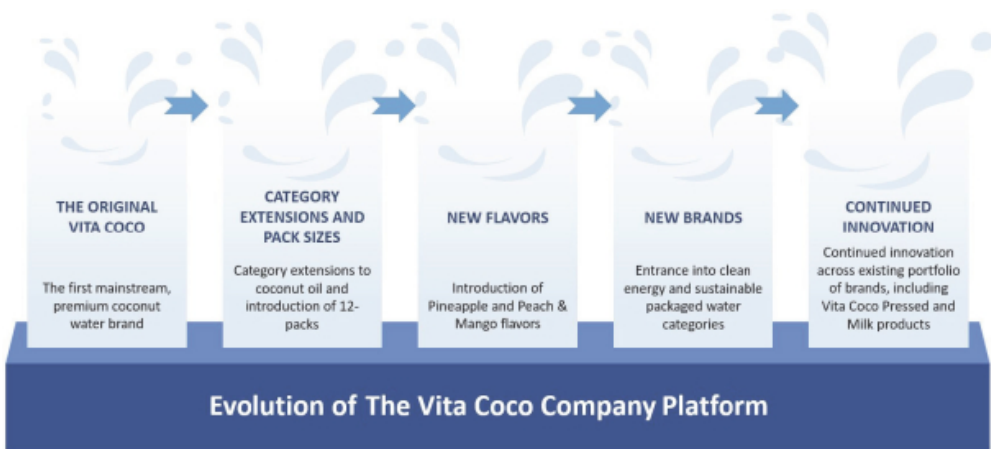 THE ORIGINAL
VITA COCO
The first mainstream,
premium coconut
water brand
CATEGORY
EXTENSIONS AND
PACK SIZES
Category extensions to
coconut oil and
introduction of 12-
packs
NEW FLAVORS
Introduction of
Pineapple and Peach &
Mango flavors
NEW BRANDS
Entrance into clean
energy and sustainable
packaged water
categories
CONTINUED
INNOVATION
Continued innovation
across existing portfolio
of brands, including
Vita Coco Pressed and
Milk products
Evolution of The Vita Coco Company Platform